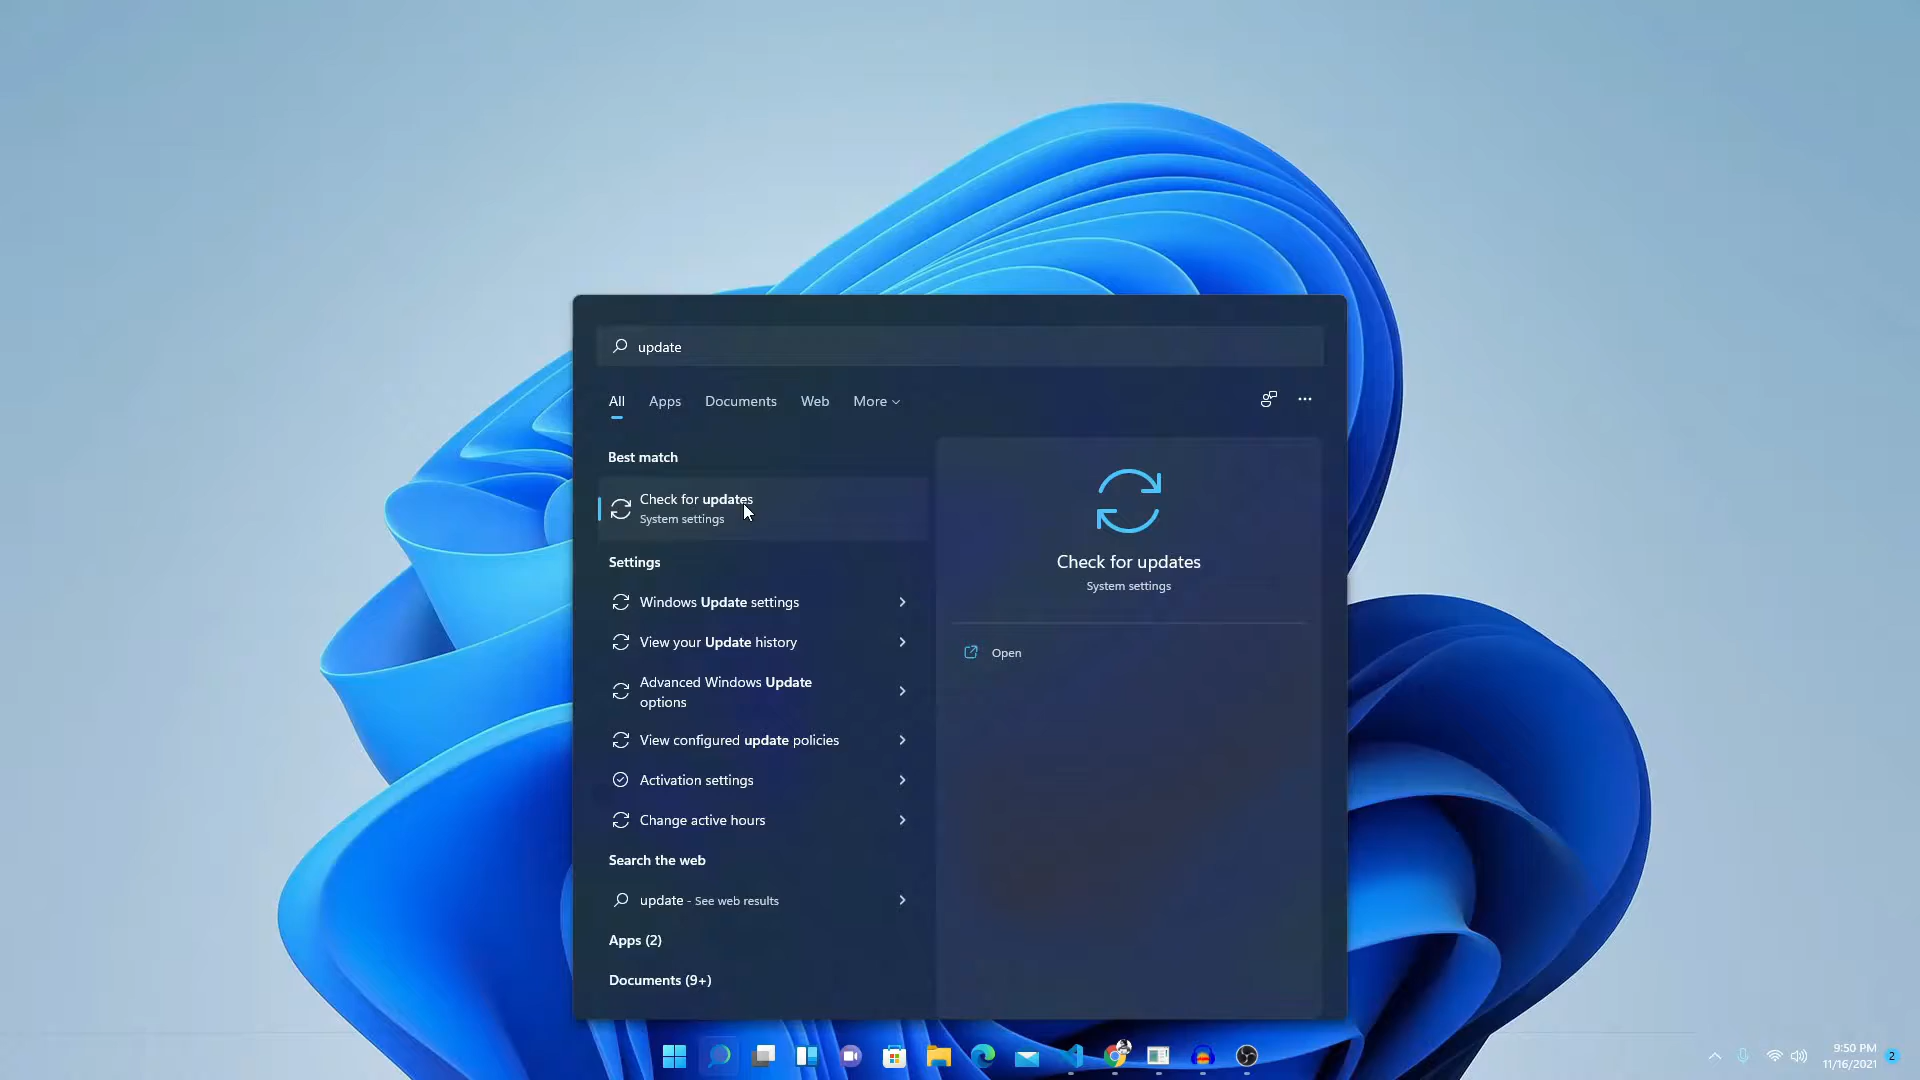 update
All Apps Documents Web More
Best match
Check for updates
System settings
Settings
Windows Update settings
View your Update history
Advanced Windows Update
options
View configured update policies
Activation settings
Change active hours
Search the web
update - See web results
Apps (2)
Documents (9+)
Check for updates
System settings
Open
9:50 PM
11/16/2021
2